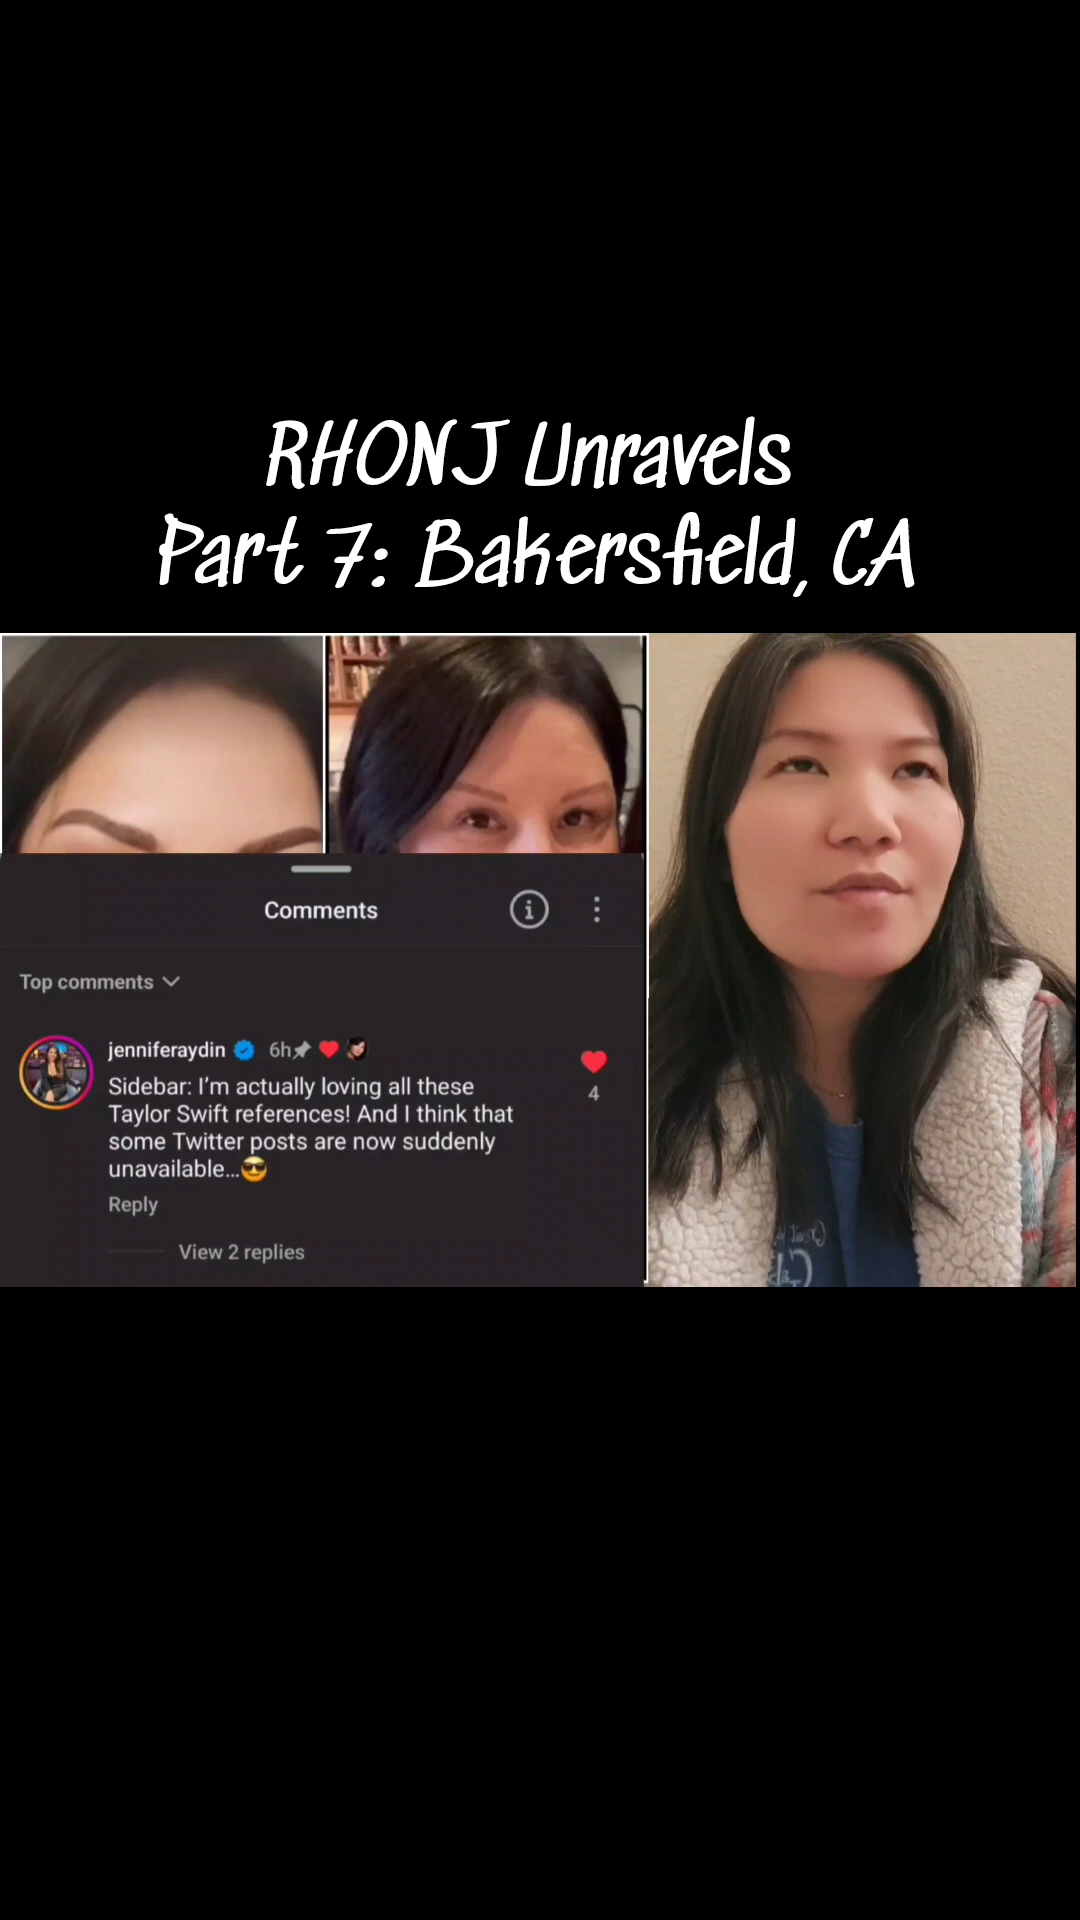 RHONJ Unravels
Part 7: Bakersfield, CA
Comments
Top comments
jenniferaydin 6h
Sidebar: I’m actually loving all these
Taylor Swift references! And I think that
some Twitter posts are now suddenly
unavailable...😎
4
Reply
View 2 replies